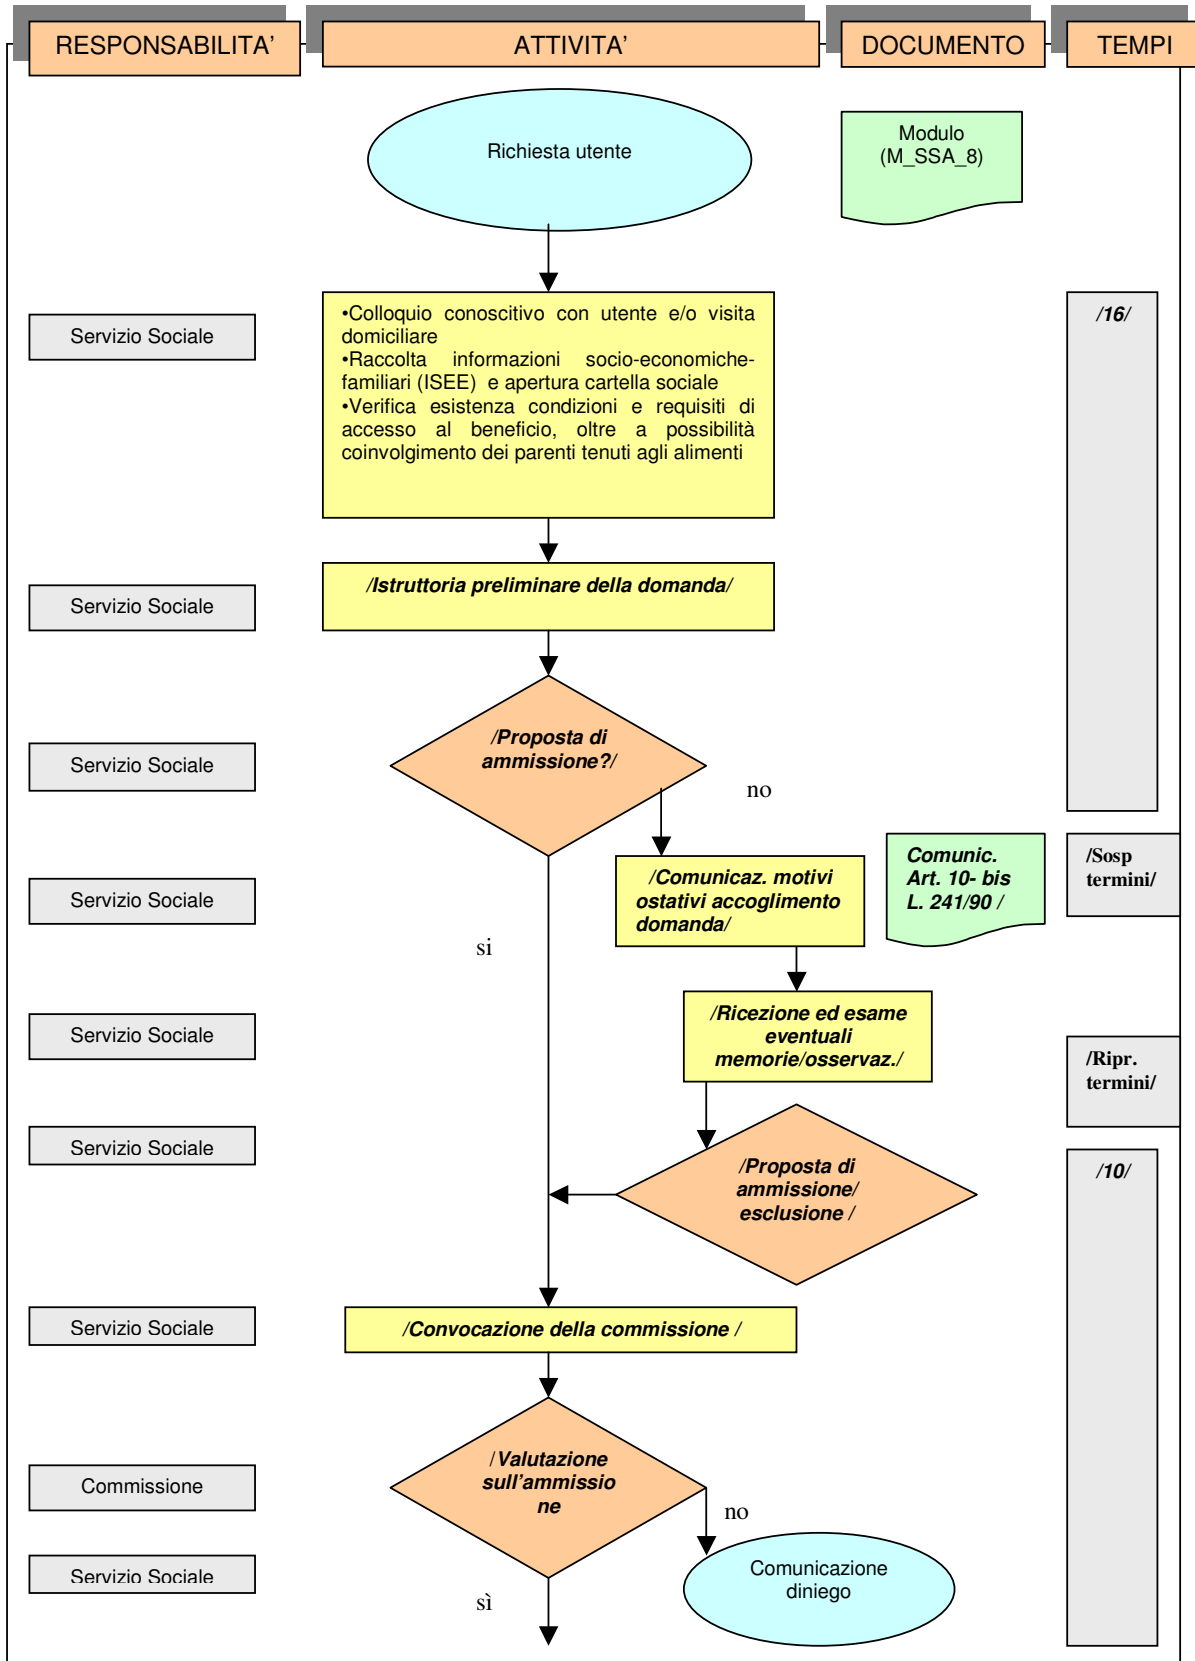 RESPONSABILITA’
ATTIVITA’
DOCUMENTO
TEMPI
Richiesta utente
Modulo
(M_SSA_8)
Servizio Sociale
•Colloquio conoscitivo con utente e/o visita
domiciliare
•Raccolta informazioni socio-economiche-
familiari (ISEE) e apertura cartella sociale
•Verifica esistenza condizioni e requisiti di
accesso al beneficio, oltre a possibilità
coinvolgimento dei parenti tenuti agli alimenti
/16/
Servizio Sociale
/Istruttoria preliminare della domanda/
Servizio Sociale
/Proposta di
ammissione?/
no
Servizio Sociale
/Comunicaz. motivi
ostativi accoglimento
domanda/
Comunic.
Art. 10- bis
L. 241/90 /
/Sosp
termini/
si
Servizio Sociale
/Ricezione ed esame
eventuali
memorie/osservaz./
/Ripr.
termini/
Servizio Sociale
/Proposta di
ammissione/
esclusione /
/10/
Servizio Sociale
/Convocazione della commissione /
Commissione
/Valutazione
sull’ammissio
ne
no
Servizio Sociale
Comunicazione
diniego
sì